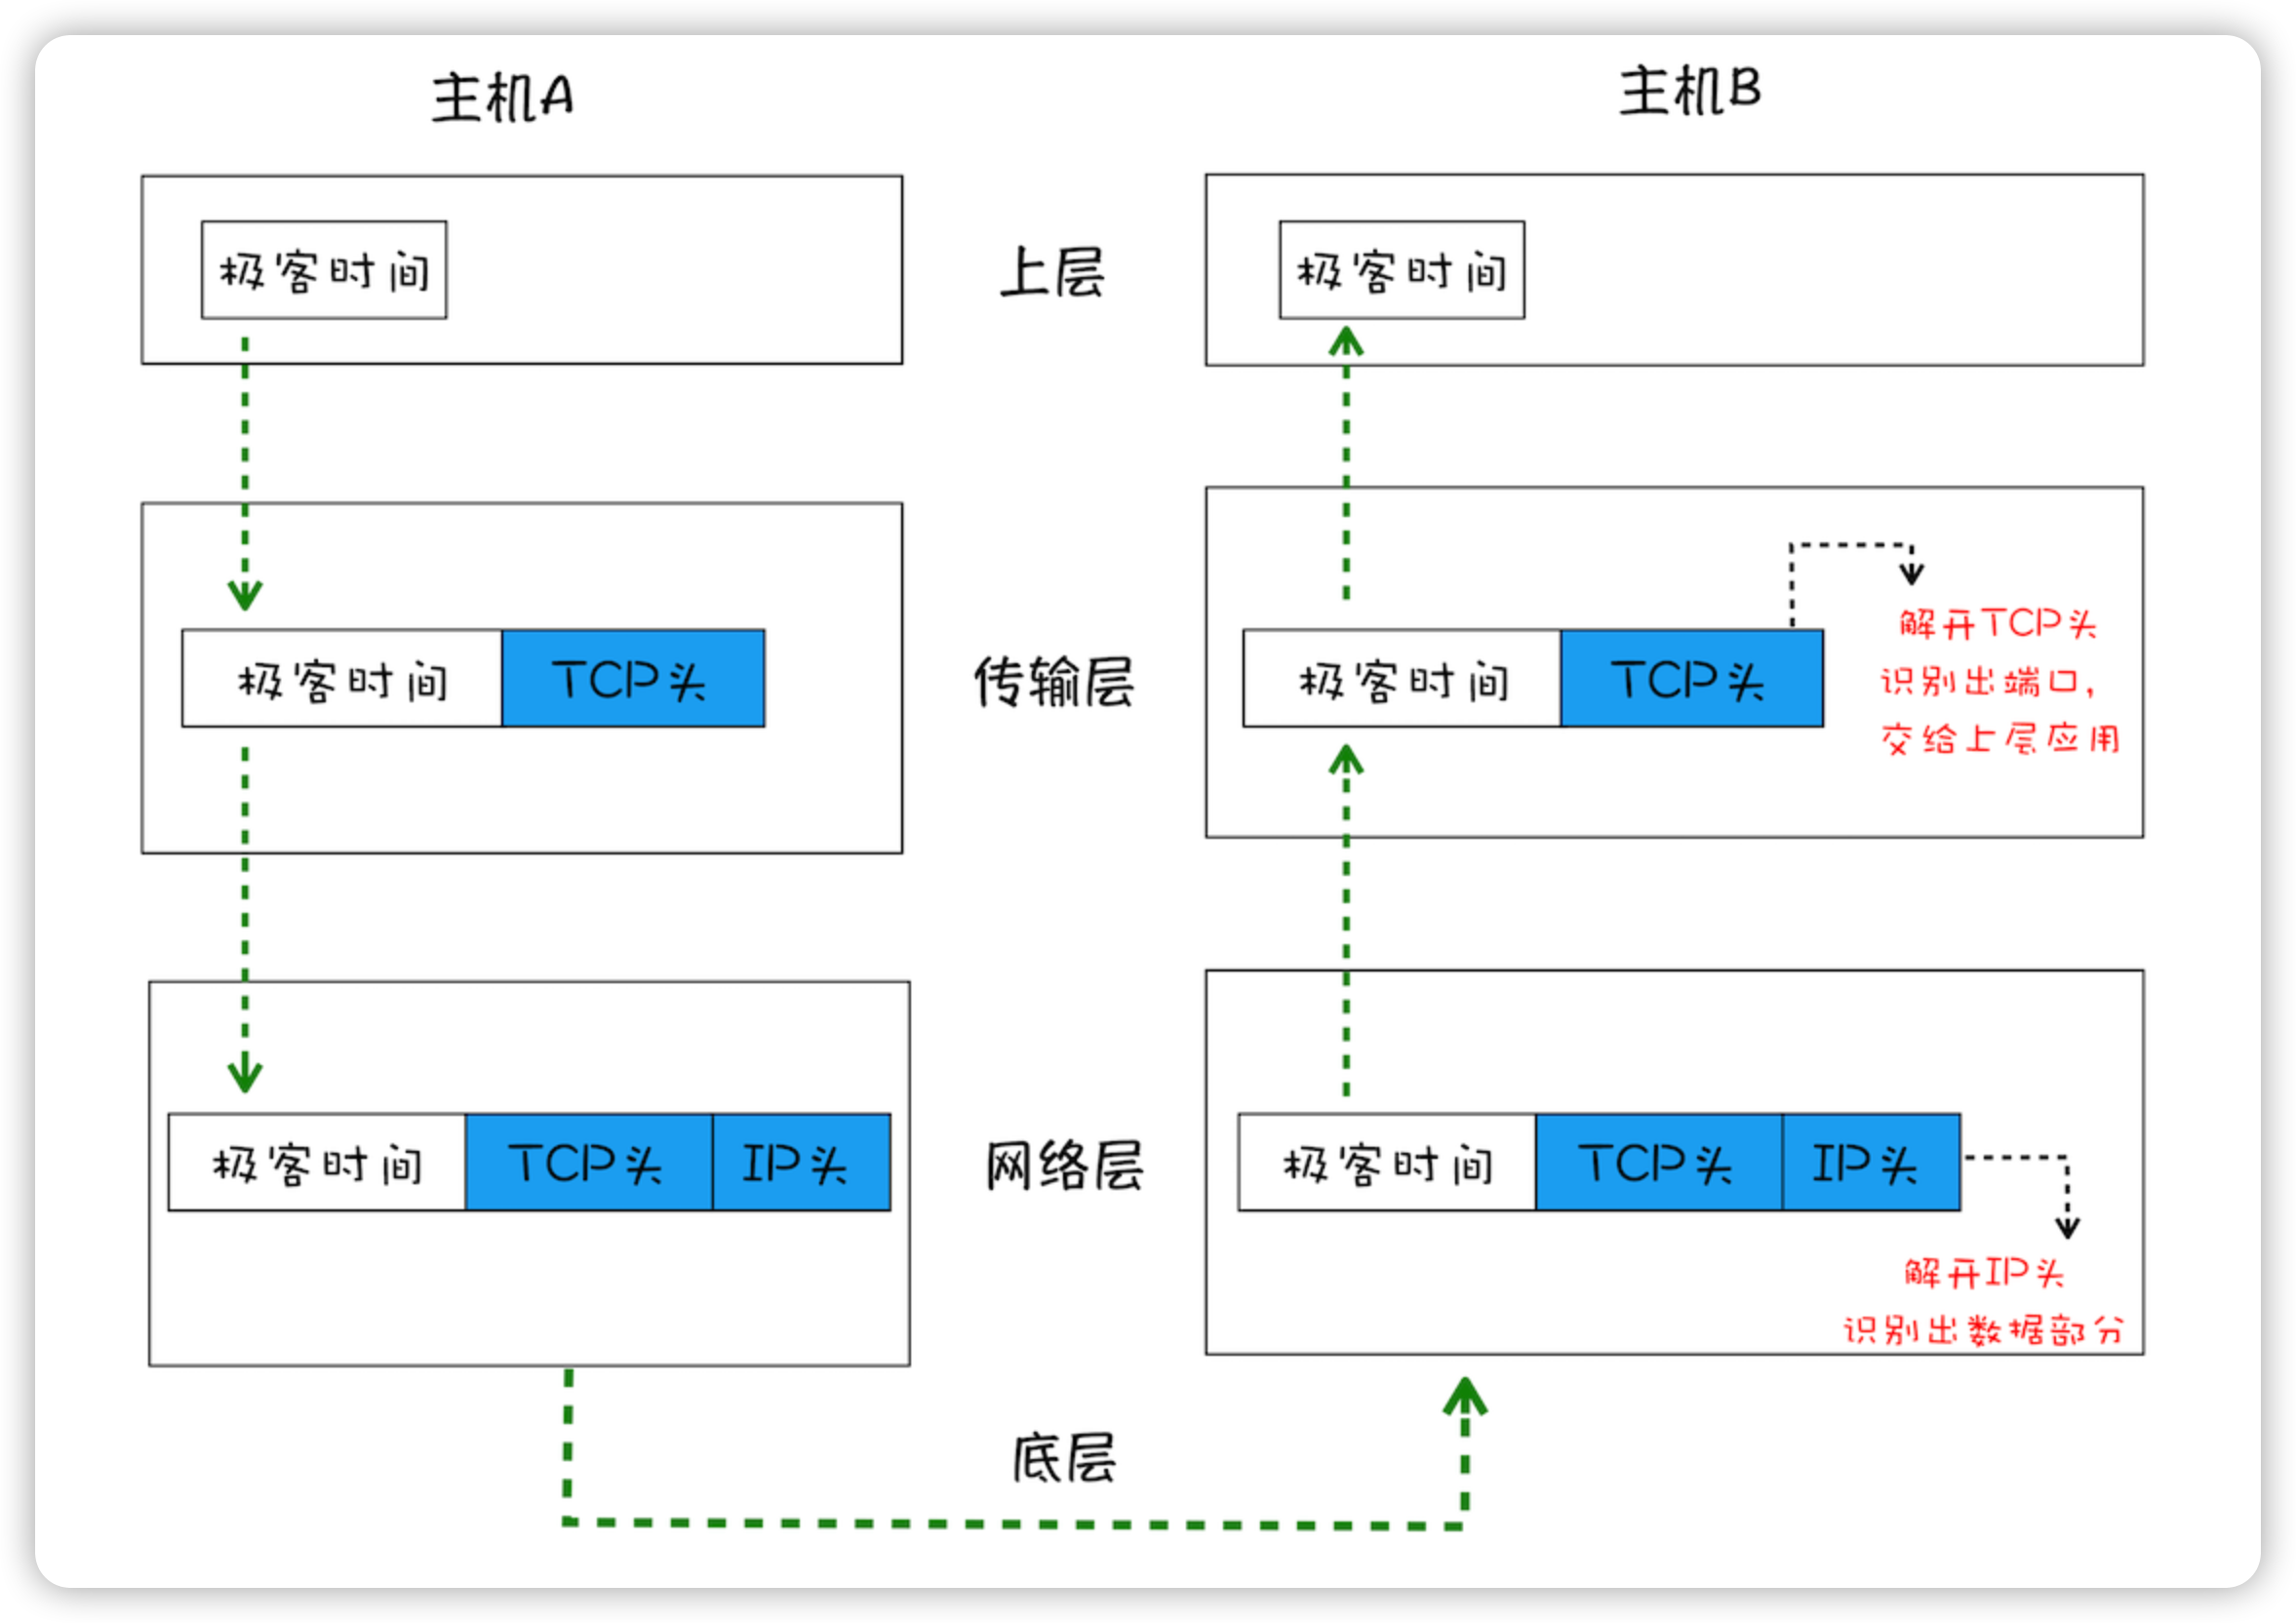 主机A
主机B
极客时间
上层
极客时间
极客时间
TCP头
传输层
极客时间
TCP头
解开TCP头
识别出端口，
交给上层应用
极客时间
TCP头
IP头
网络层
极客时间
TCP头
IP头
解开IP头
识别出数据部分
底层